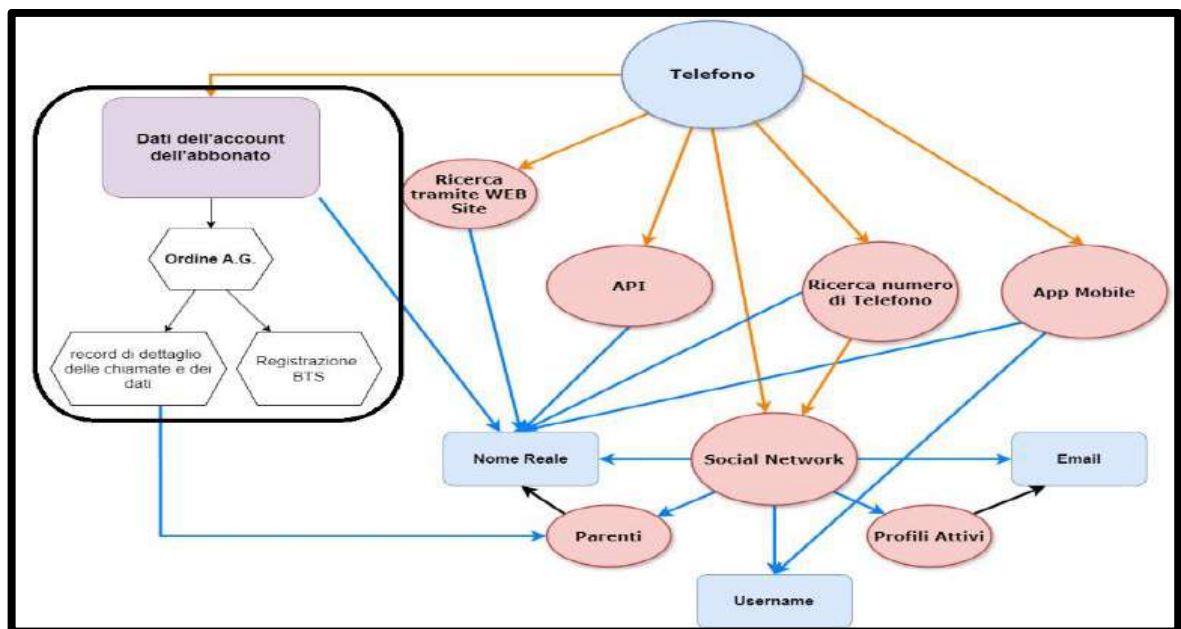 Telefono
Dati dell'account
dell'abbonato
Ricerca
tramite WEB
Site
Ordine A.G.
API
Ricerca numero
di Telefono
App Mobile
record di dettaglio
delle chiamate e dei
dati
Registrazione
BTS
Nome Reale
Social Network
Email
Parenti
Profili Attivi
Username